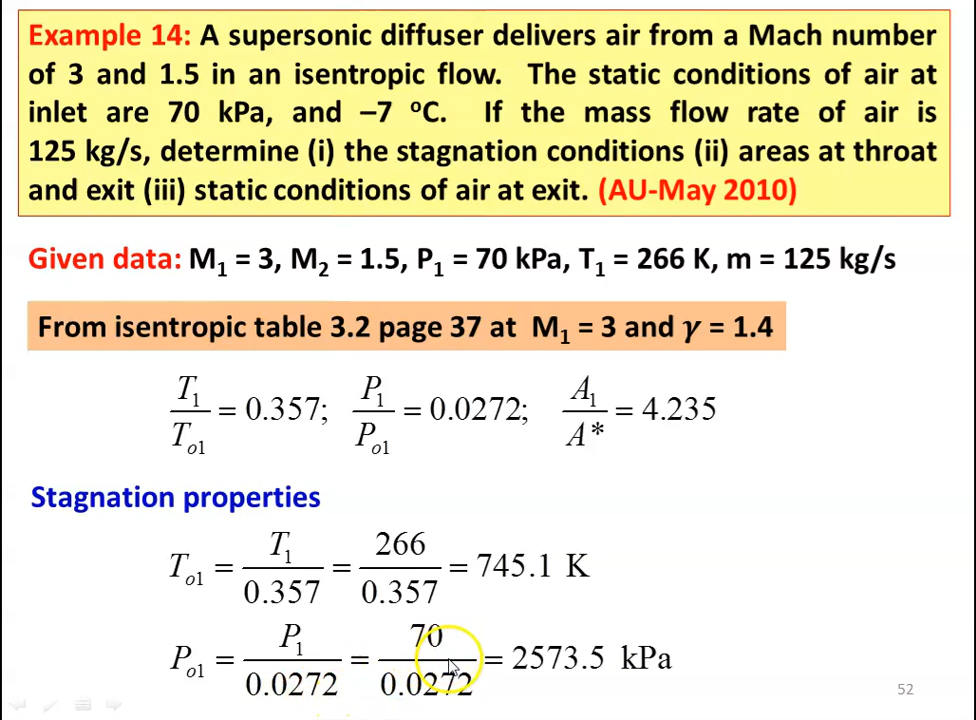 Example 14: A supersonic diffuser delivers air from a Mach number
of 3 and 1.5 in an isentropic flow. The static conditions of air at
inlet are 70 kPa, and –7 °C. If the mass flow rate of air is
125 kg/s, determine (i) the stagnation conditions (ii) areas at throat
and exit (iii) static conditions of air at exit. (AU-May 2010)
Given data: M₁ = 3, M₂ = 1.5, P₁ = 70 kPa, T₁ = 266 K, m = 125 kg/s
From isentropic table 3.2 page 37 at M₁ = 3 and γ = 1.4
T₁/Tₒ₁ = 0.357; P₁/Pₒ₁ = 0.0272; A₁/A* = 4.235
Stagnation properties
Tₒ₁ = T₁/0.357 = 266/0.357 = 745.1 K
Pₒ₁ = P₁/0.0272 = 70/0.0272 = 2573.5 kPa
52